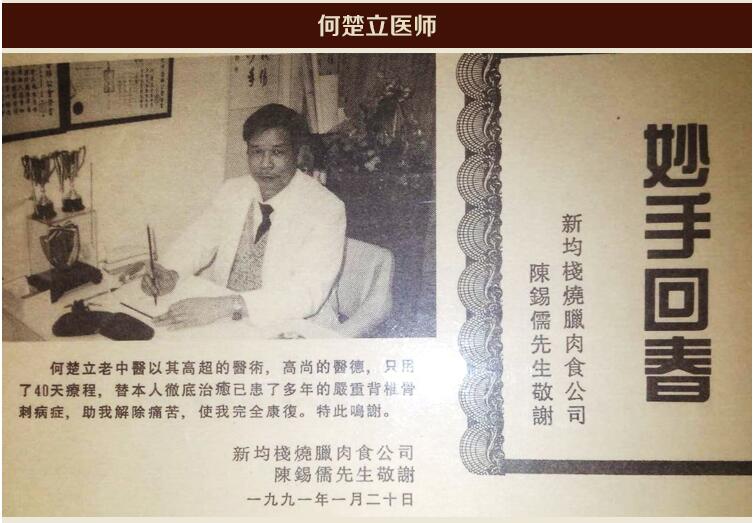 何楚立医师
妙手回春
新均棧燒臘肉食公司
陳錫儒先生敬謝
何楚立老中醫以其高超的醫術，高尚的醫德，只用
了40天療程，替本人徹底治癒已患了多年的嚴重背椎骨
刺病症，助我解除痛苦，使我完全康復。特此鳴謝。
新均棧燒臘肉食公司
陳錫儒先生敬謝
一九九一年一月二十日